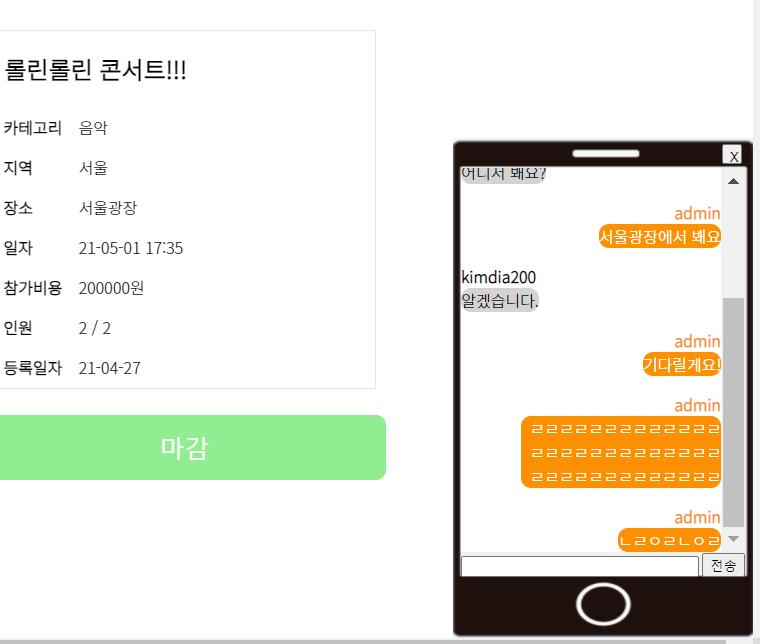 롤린롤린 콘서트!!!
카테고리 음악
지역 서울
장소 서울광장
일자 21-05-01 17:35
참가비용 200000원
인원 2 / 2
등록일자 21-04-27
마감
X
어디서 봬요?
admin
서울광장에서 봬요
kimdia200
알겠습니다.
admin
기다릴게요!
admin
ㄹㄹㄹㄹㄹㄹㄹㄹㄹㄹㄹㄹㄹ
ㄹㄹㄹㄹㄹㄹㄹㄹㄹㄹㄹㄹㄹ
ㄹㄹㄹㄹㄹㄹㄹㄹㄹㄹㄹㄹㄹ
admin
ㄴㄹㅇㄹㄴㅇㄹ
전송